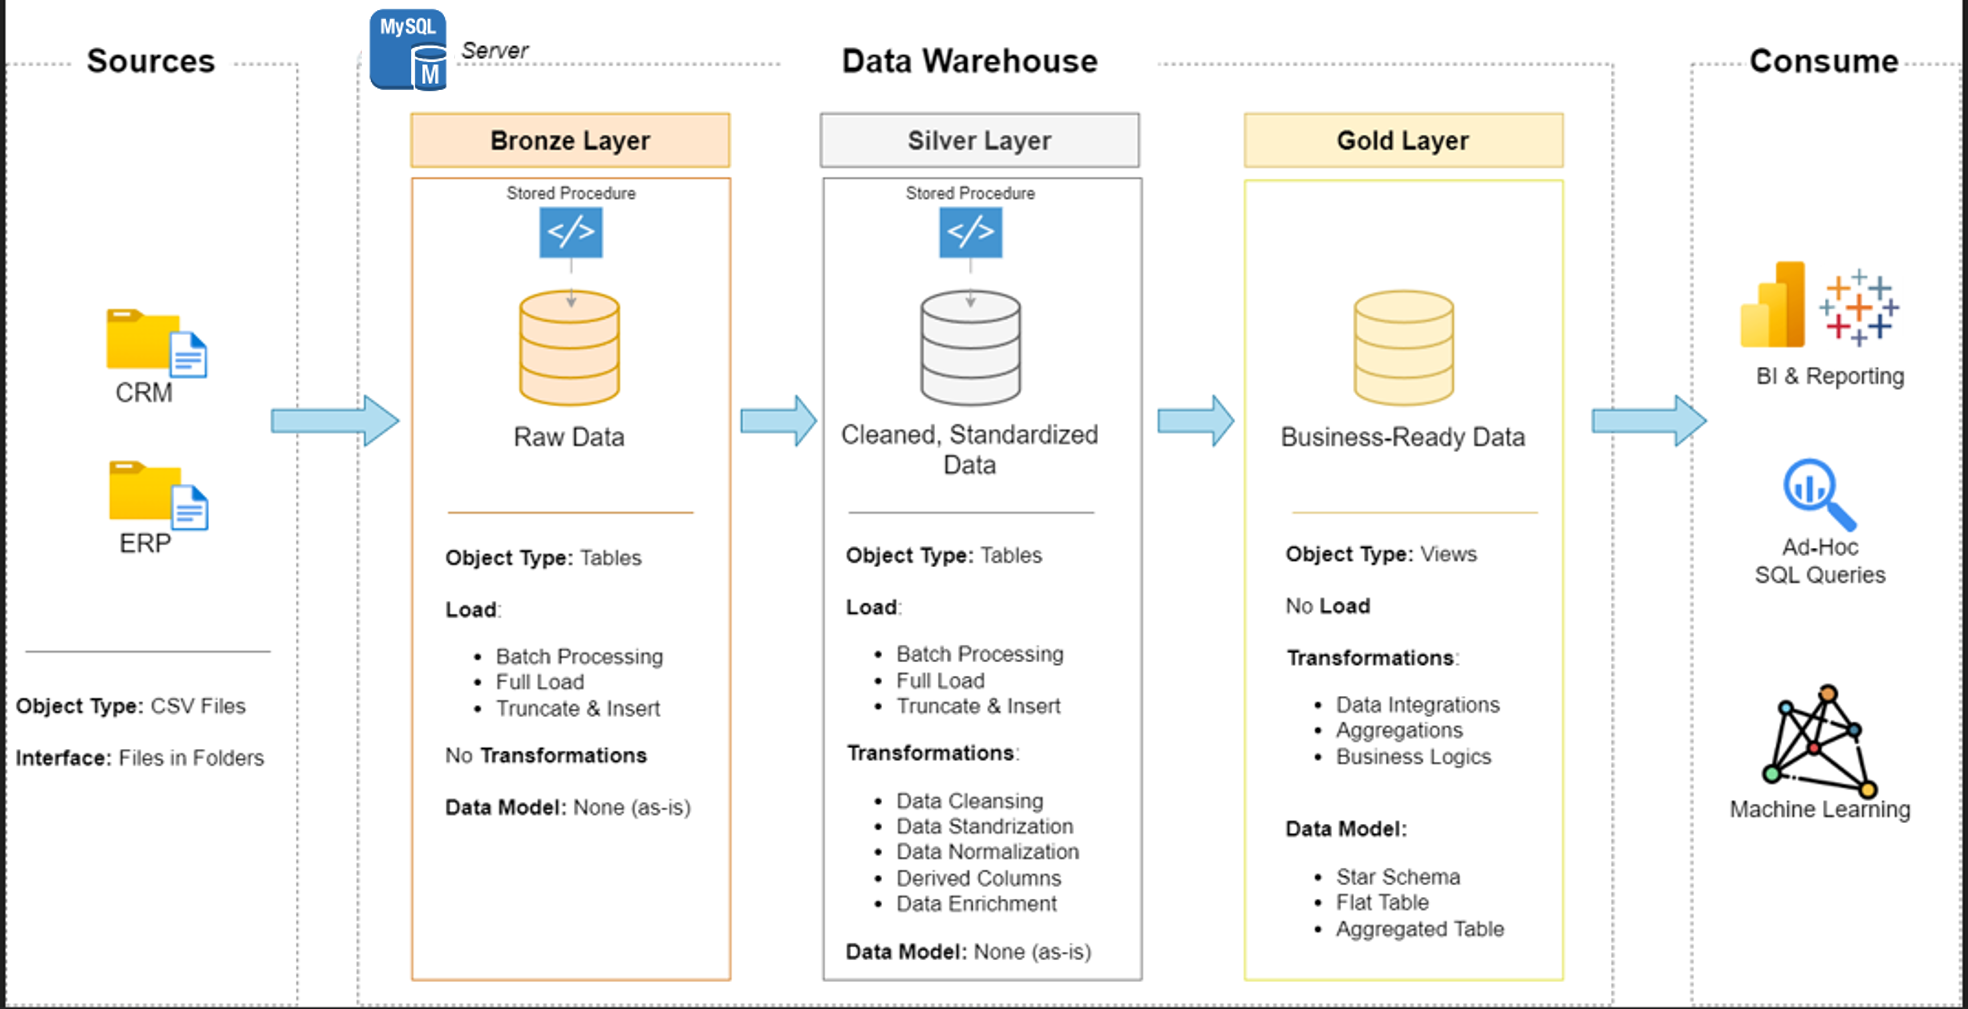 Sources
CRM
ERP
Object Type: CSV Files
Interface: Files in Folders
MySQL
M
Server
Data Warehouse
Bronze Layer
Stored Procedure
</>
Raw Data
Object Type: Tables
Load:
• Batch Processing
• Full Load
• Truncate & Insert
No Transformations
Data Model: None (as-is)
Silver Layer
Stored Procedure
</>
Cleaned, Standardized
Data
Object Type: Tables
Load:
• Batch Processing
• Full Load
• Truncate & Insert
Transformations:
• Data Cleansing
• Data Standrization
• Data Normalization
• Derived Columns
• Data Enrichment
Data Model: None (as-is)
Gold Layer
Business-Ready Data
Object Type: Views
No Load
Transformations:
• Data Integrations
• Aggregations
• Business Logics
Data Model:
• Star Schema
• Flat Table
• Aggregated Table
Consume
BI & Reporting
Ad-Hoc
SQL Queries
Machine Learning